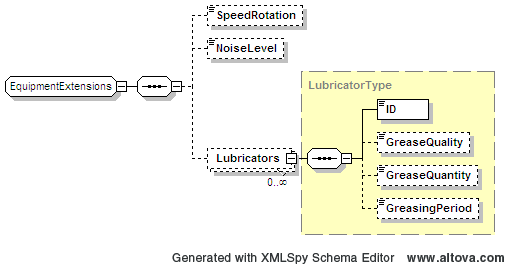 SpeedRotation
NoiseLevel
EquipmentExtensions
LubricatorType
ID
GreaseQuality
Lubricators
GreaseQuantity
0..∞
GreasingPeriod
Generated with XMLSpy Schema Editor www.altova.com